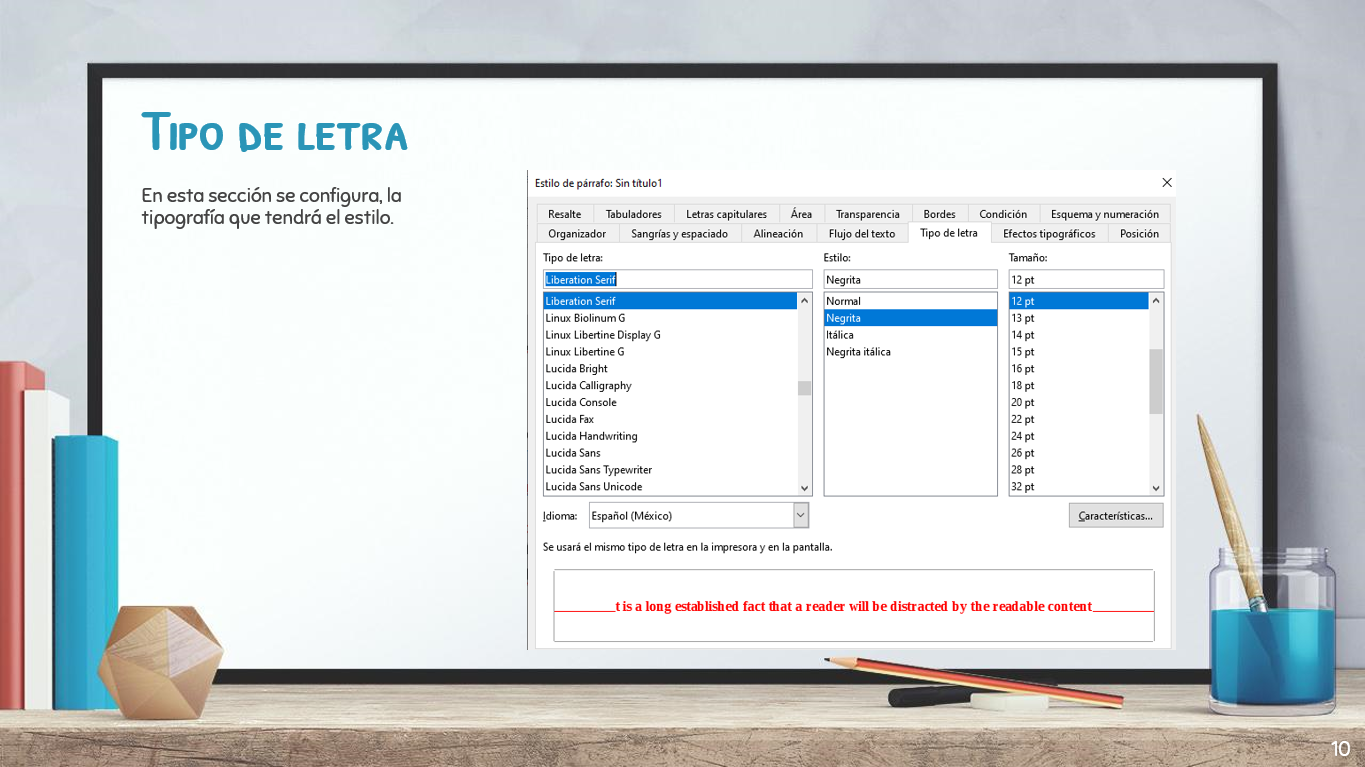 Tipo de letra
En esta sección se configura, la
tipografía que tendrá el estilo.
Estilo de párrafo: Sin título1
Resalte Tabuladores Letras capitulares Área Transparencia Bordes Condición Esquema y numeración
Organizador Sangrías y espaciado Alineación Flujo del texto Tipo de letra Efectos tipográficos Posición
Tipo de letra: Estilo: Tamaño:
Liberation Serif Negrita 12 pt
Liberation Serif Normal 12 pt
Linux Biolinum G Negrita 13 pt
Linux Libertine Display G Itálica 14 pt
Linux Libertine G Negrita itálica 15 pt
Lucida Bright 16 pt
Lucida Calligraphy 18 pt
Lucida Console 20 pt
Lucida Fax 22 pt
Lucida Handwriting 24 pt
Lucida Sans 26 pt
Lucida Sans Typewriter 28 pt
Lucida Sans Unicode 32 pt
Idioma: Español (México) Características...
Se usará el mismo tipo de letra en la impresora y en la pantalla.
t is a long established fact that a reader will be distracted by the readable content
10